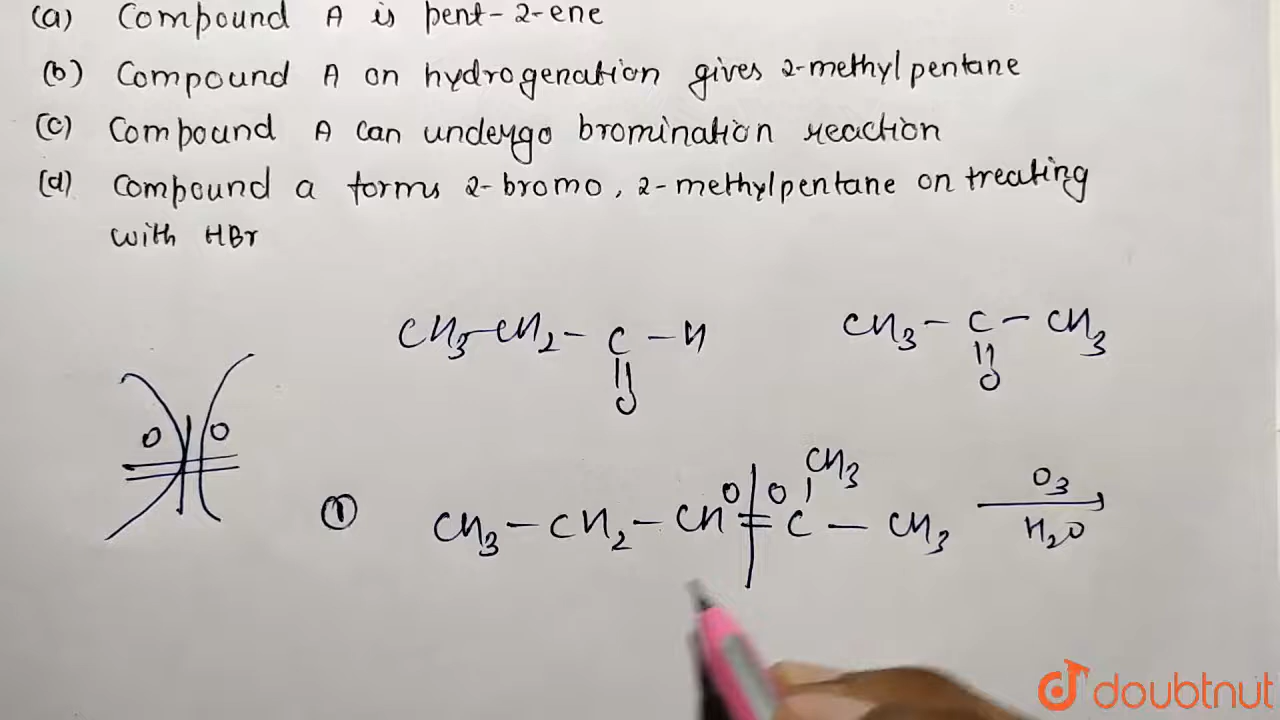 (a) Compound A is pent-2-ene
(b) Compound A on hydrogenation gives 2-methylpentane
(c) Compound A can undergo bromination reaction
(d) Compound a forms 2-bromo, 2-methylpentane on treating
with HBr
CH3-CH2-C-H
||
O
CH3-C-CH3
||
O
O O
CH3
|
① CH3-CH2-CH=C-CH3
O O
O3
H2O
doubtnut